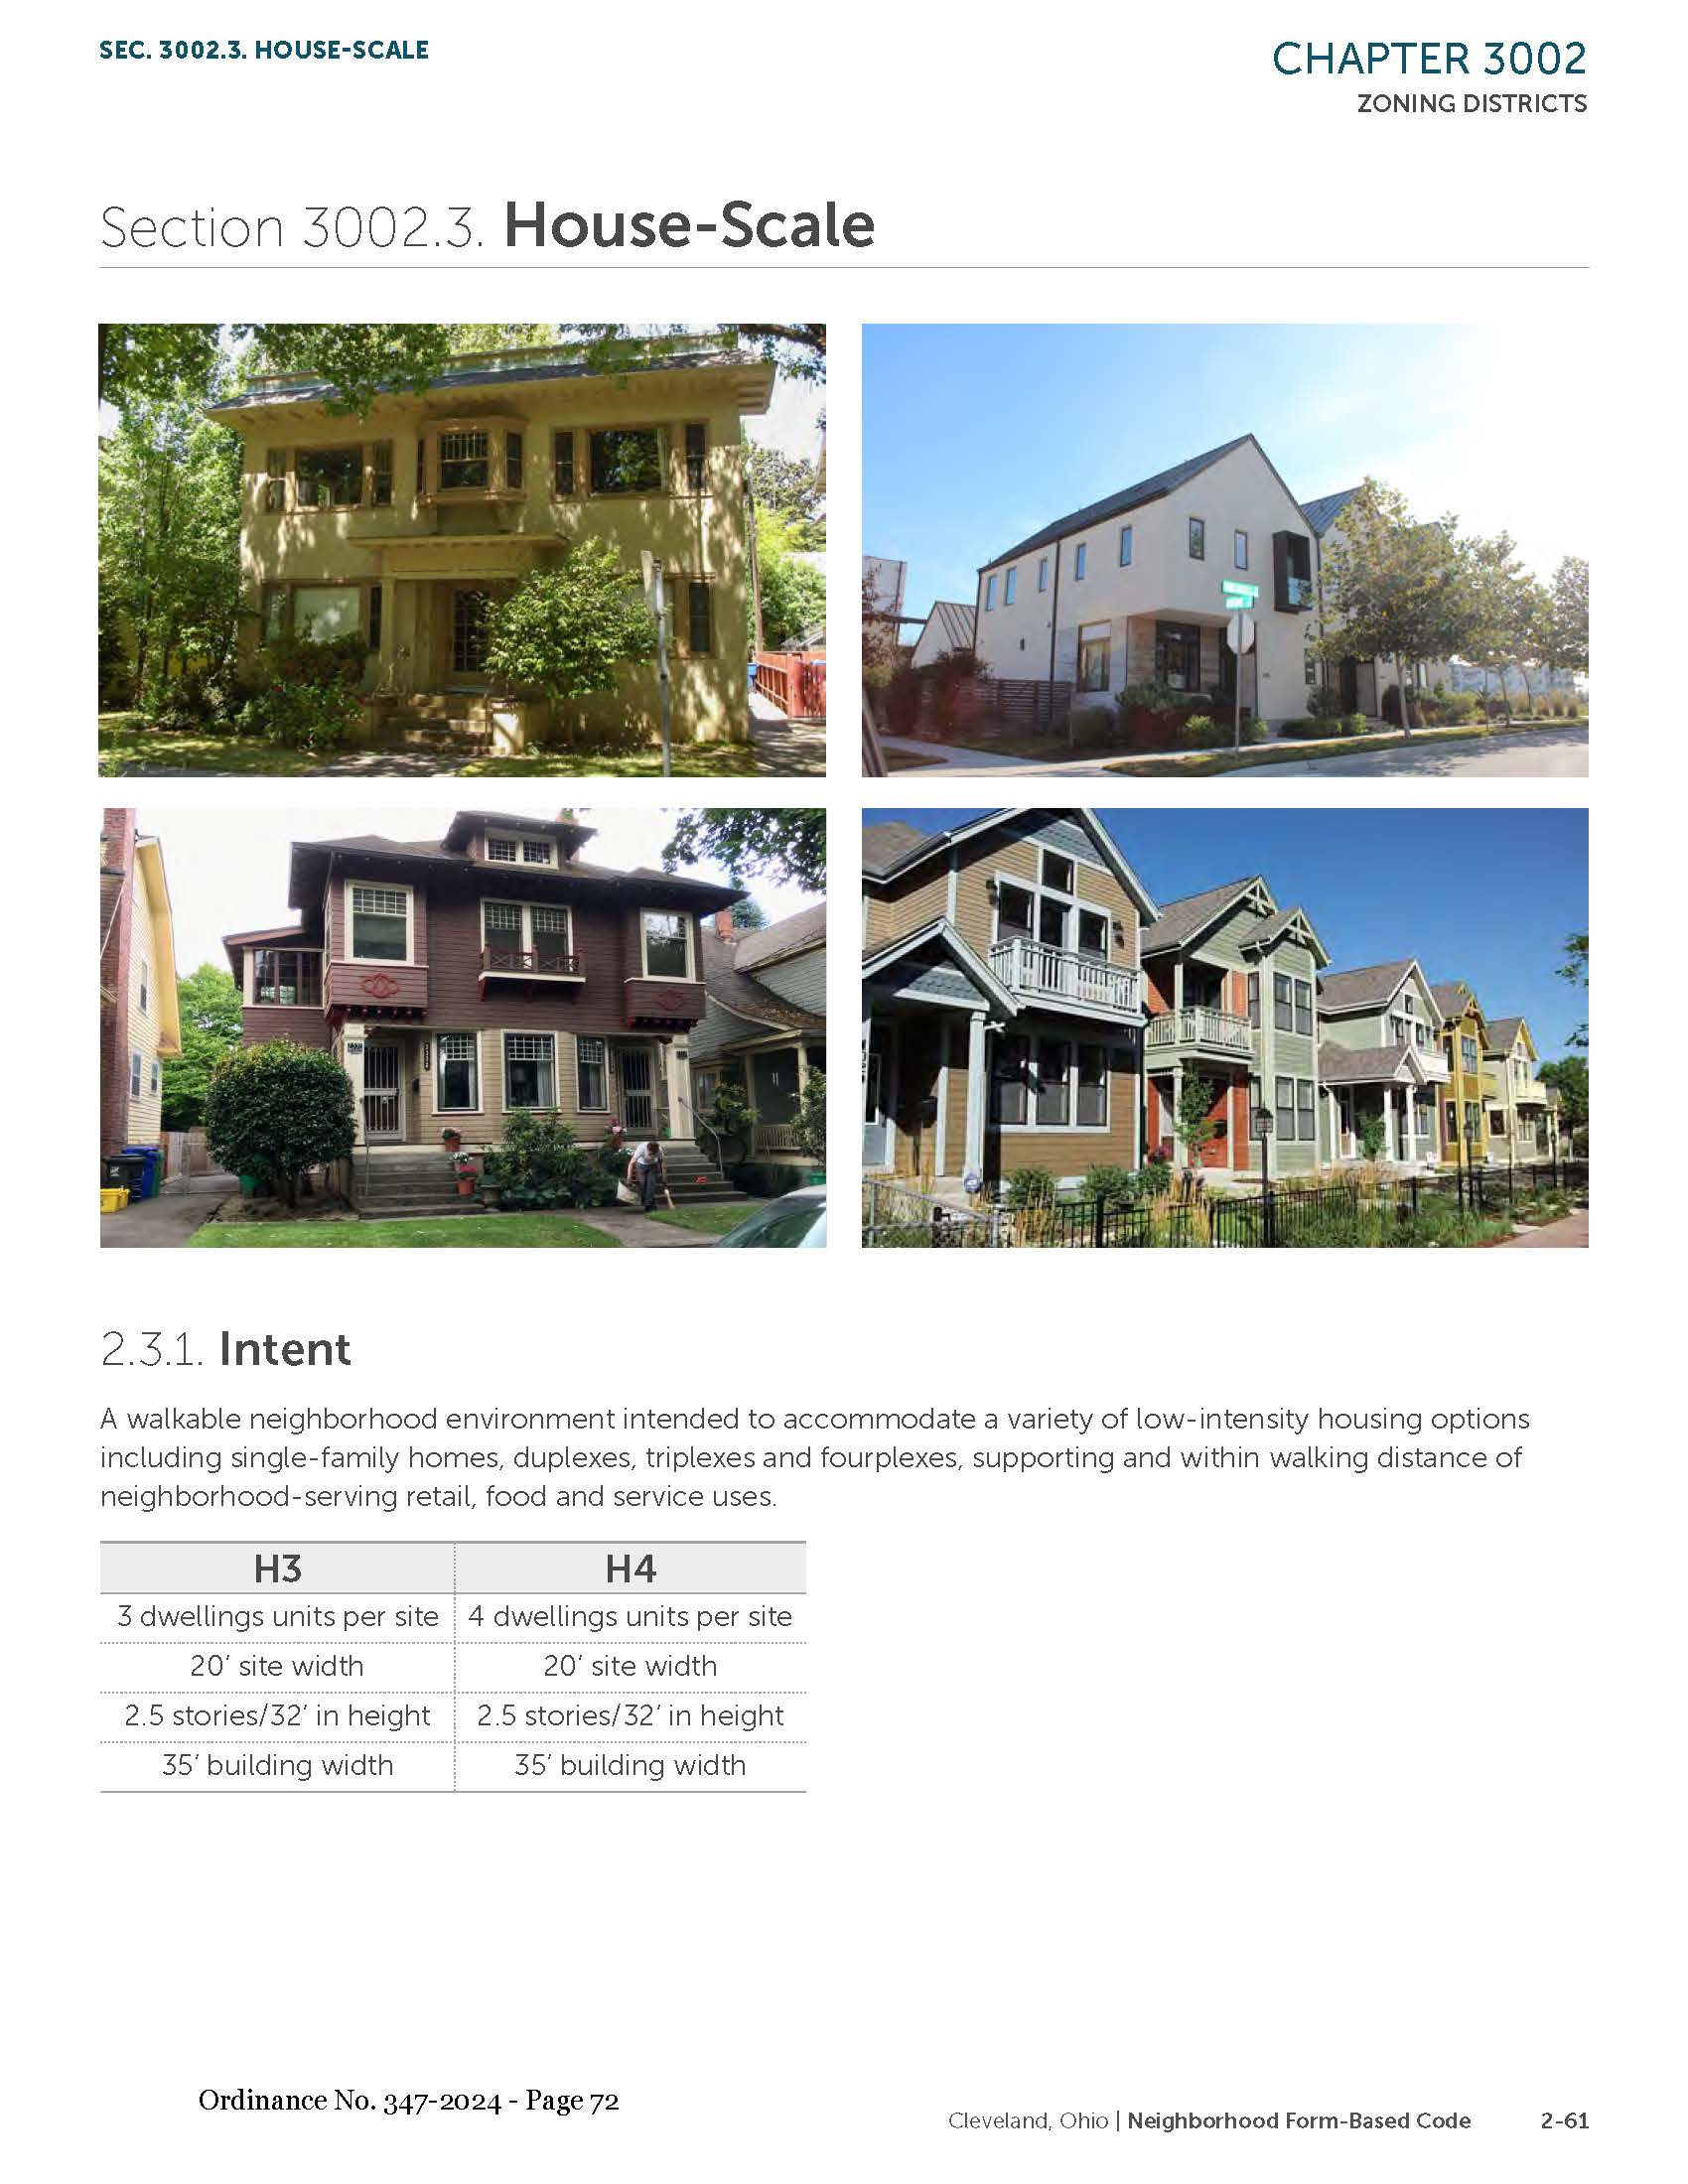 SEC. 3002.3. HOUSE-SCALE
CHAPTER 3002
ZONING DISTRICTS
Section 3002.3. House-Scale
2.3.1. Intent
A walkable neighborhood environment intended to accommodate a variety of low-intensity housing options
including single-family homes, duplexes, triplexes and fourplexes, supporting and within walking distance of
neighborhood-serving retail, food and service uses.
H3 H4
3 dwellings units per site 4 dwellings units per site
20’ site width 20’ site width
2.5 stories/32’ in height 2.5 stories/32’ in height
35’ building width 35’ building width
Ordinance No. 347-2024 - Page 72
Cleveland, Ohio | Neighborhood Form-Based Code 2-61